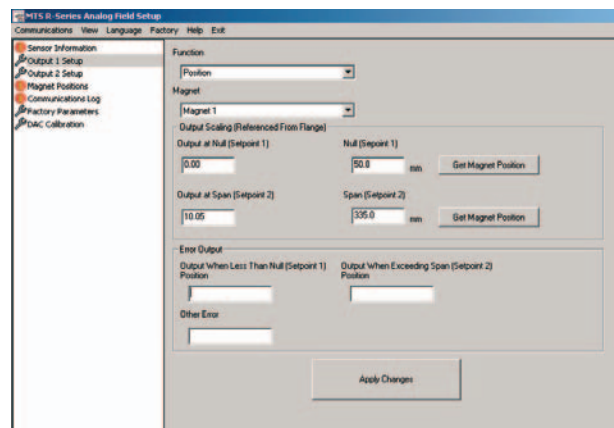 MTS R-Series Analog Field Setup
Communications View Language Factory Help Exit
Sensor Information
Output 1 Setup
Output 2 Setup
Magnet Positions
Communications Log
Factory Parameters
DAC Calibration
Function
Position
Magnet
Magnet 1
Output Scaling (Referenced From Flange)
Output at Null (Setpoint 1) Null (Sepoint 1)
0.00 50.8 mm Get Magnet Position
Output at Span (Setpoint 2) Span (Setpoint 2)
10.05 335.0 mm Get Magnet Position
Error Output
Output When Less Than Null (Setpoint 1) Output When Exceeding Span (Setpoint 2)
Position Position
Other Error
Apply Changes